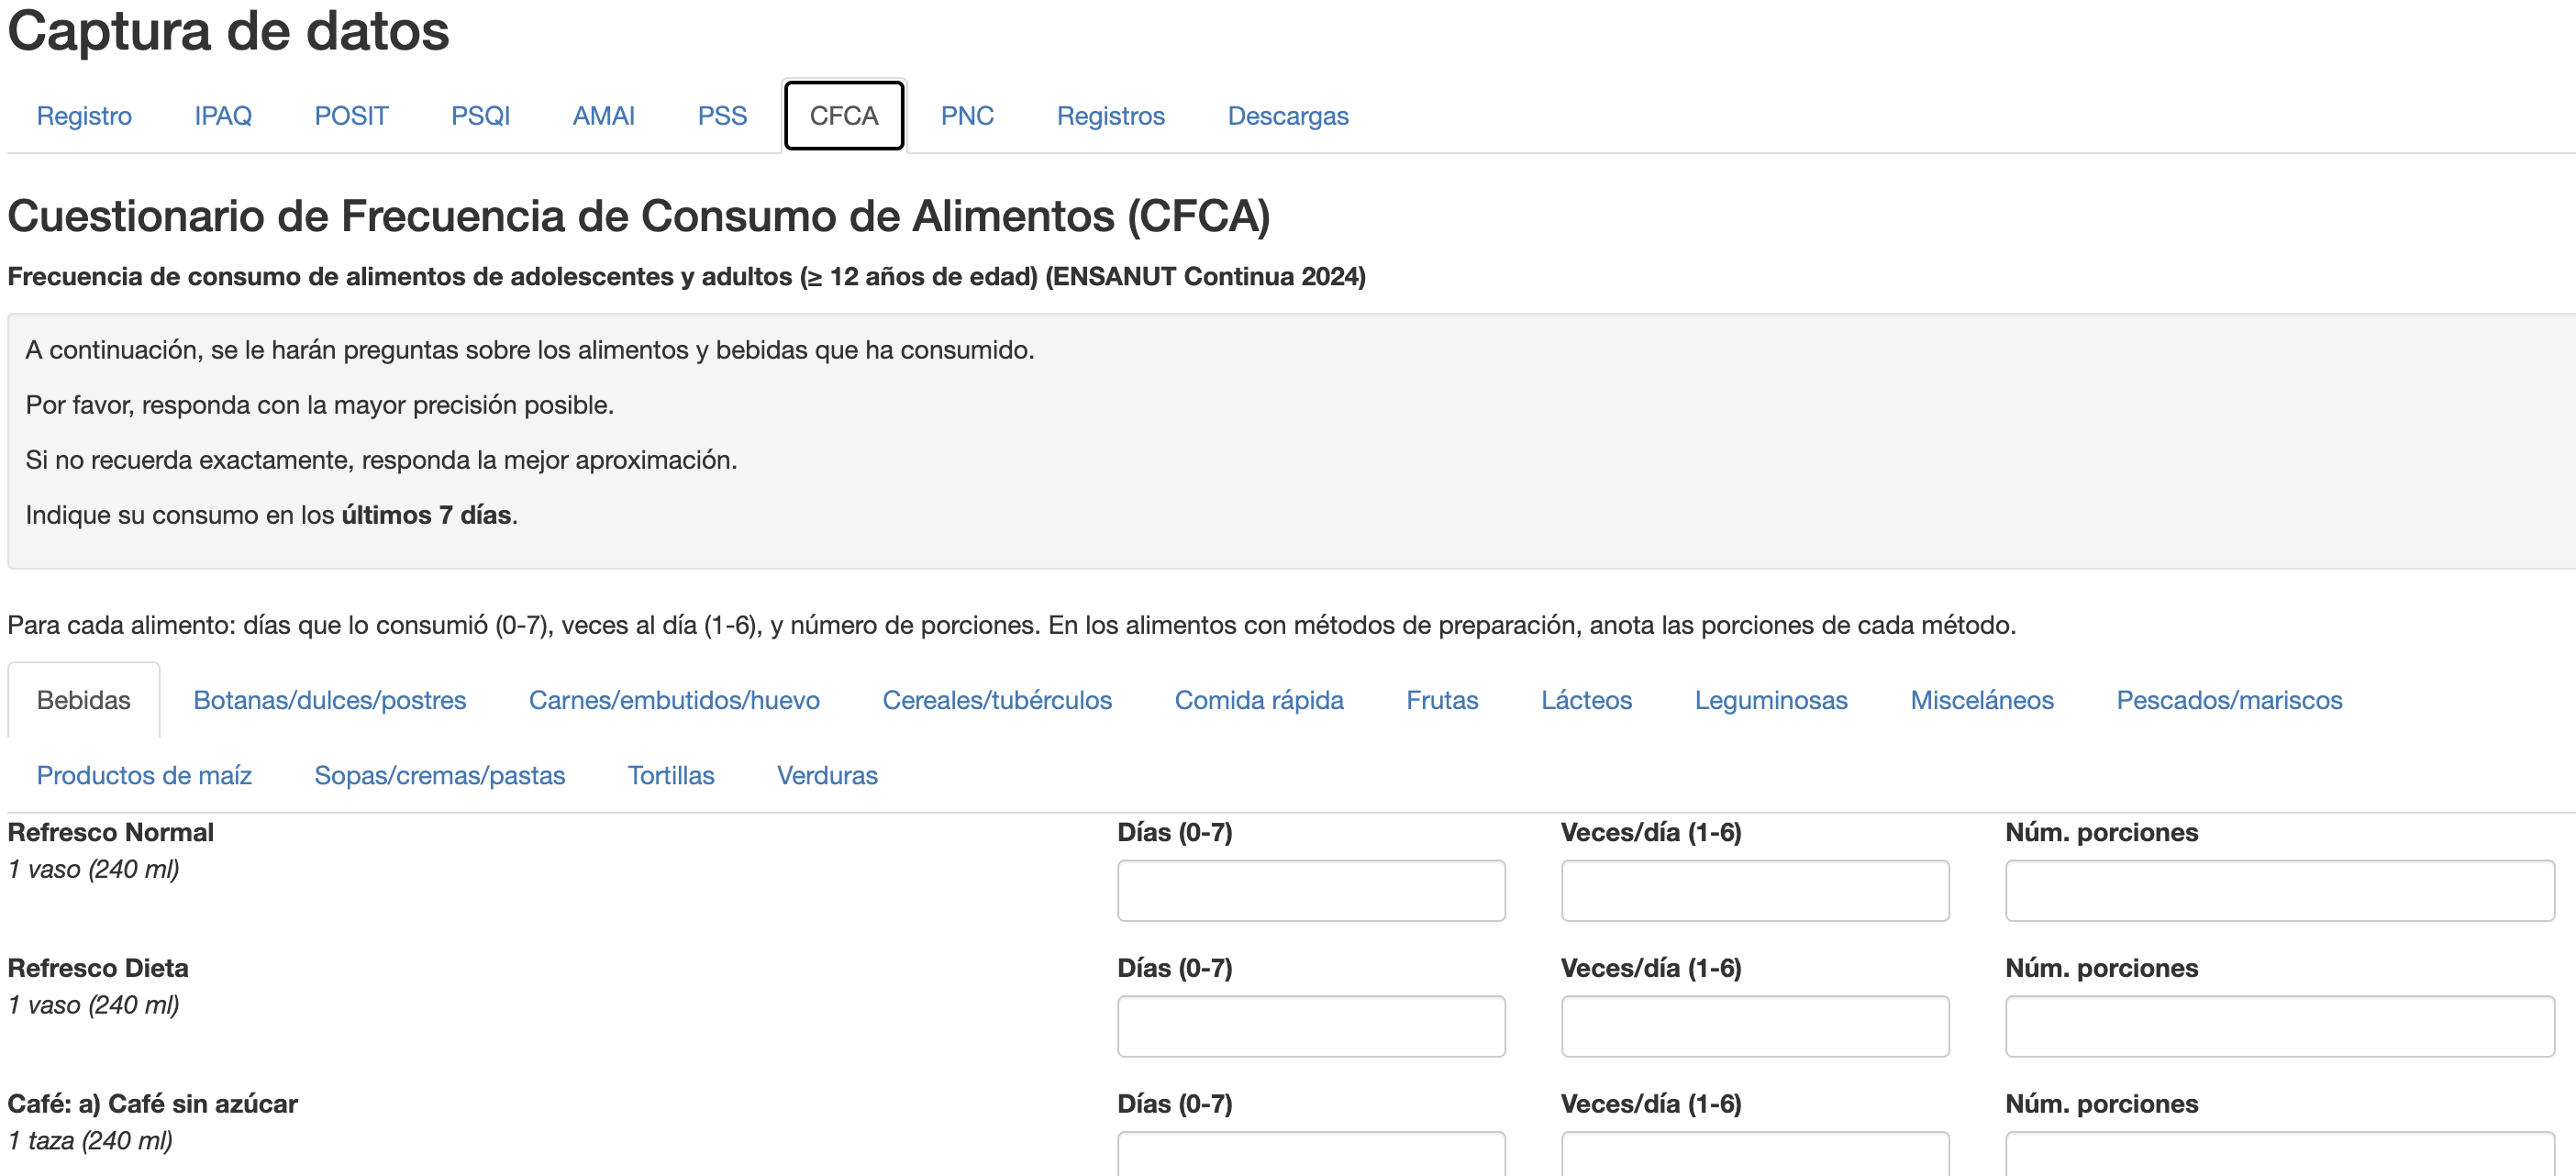 Captura de datos
Registro IPAQ POSIT PSQI AMAI PSS CFCA PNC Registros Descargas
Cuestionario de Frecuencia de Consumo de Alimentos (CFCA)
Frecuencia de consumo de alimentos de adolescentes y adultos (≥ 12 años de edad) (ENSANUT Continua 2024)
A continuación, se le harán preguntas sobre los alimentos y bebidas que ha consumido.
Por favor, responda con la mayor precisión posible.
Si no recuerda exactamente, responda la mejor aproximación.
Indique su consumo en los últimos 7 días.
Para cada alimento: días que lo consumió (0-7), veces al día (1-6), y número de porciones. En los alimentos con métodos de preparación, anota las porciones de cada método.
Bebidas Botanas/dulces/postres Carnes/embutidos/huevo Cereales/tubérculos Comida rápida Frutas Lácteos Leguminosas Misceláneos Pescados/mariscos
Productos de maíz Sopas/cremas/pastas Tortillas Verduras
Refresco Normal Días (0-7) Veces/día (1-6) Núm. porciones
1 vaso (240 ml)
Refresco Dieta Días (0-7) Veces/día (1-6) Núm. porciones
1 vaso (240 ml)
Café: a) Café sin azúcar Días (0-7) Veces/día (1-6) Núm. porciones
1 taza (240 ml)